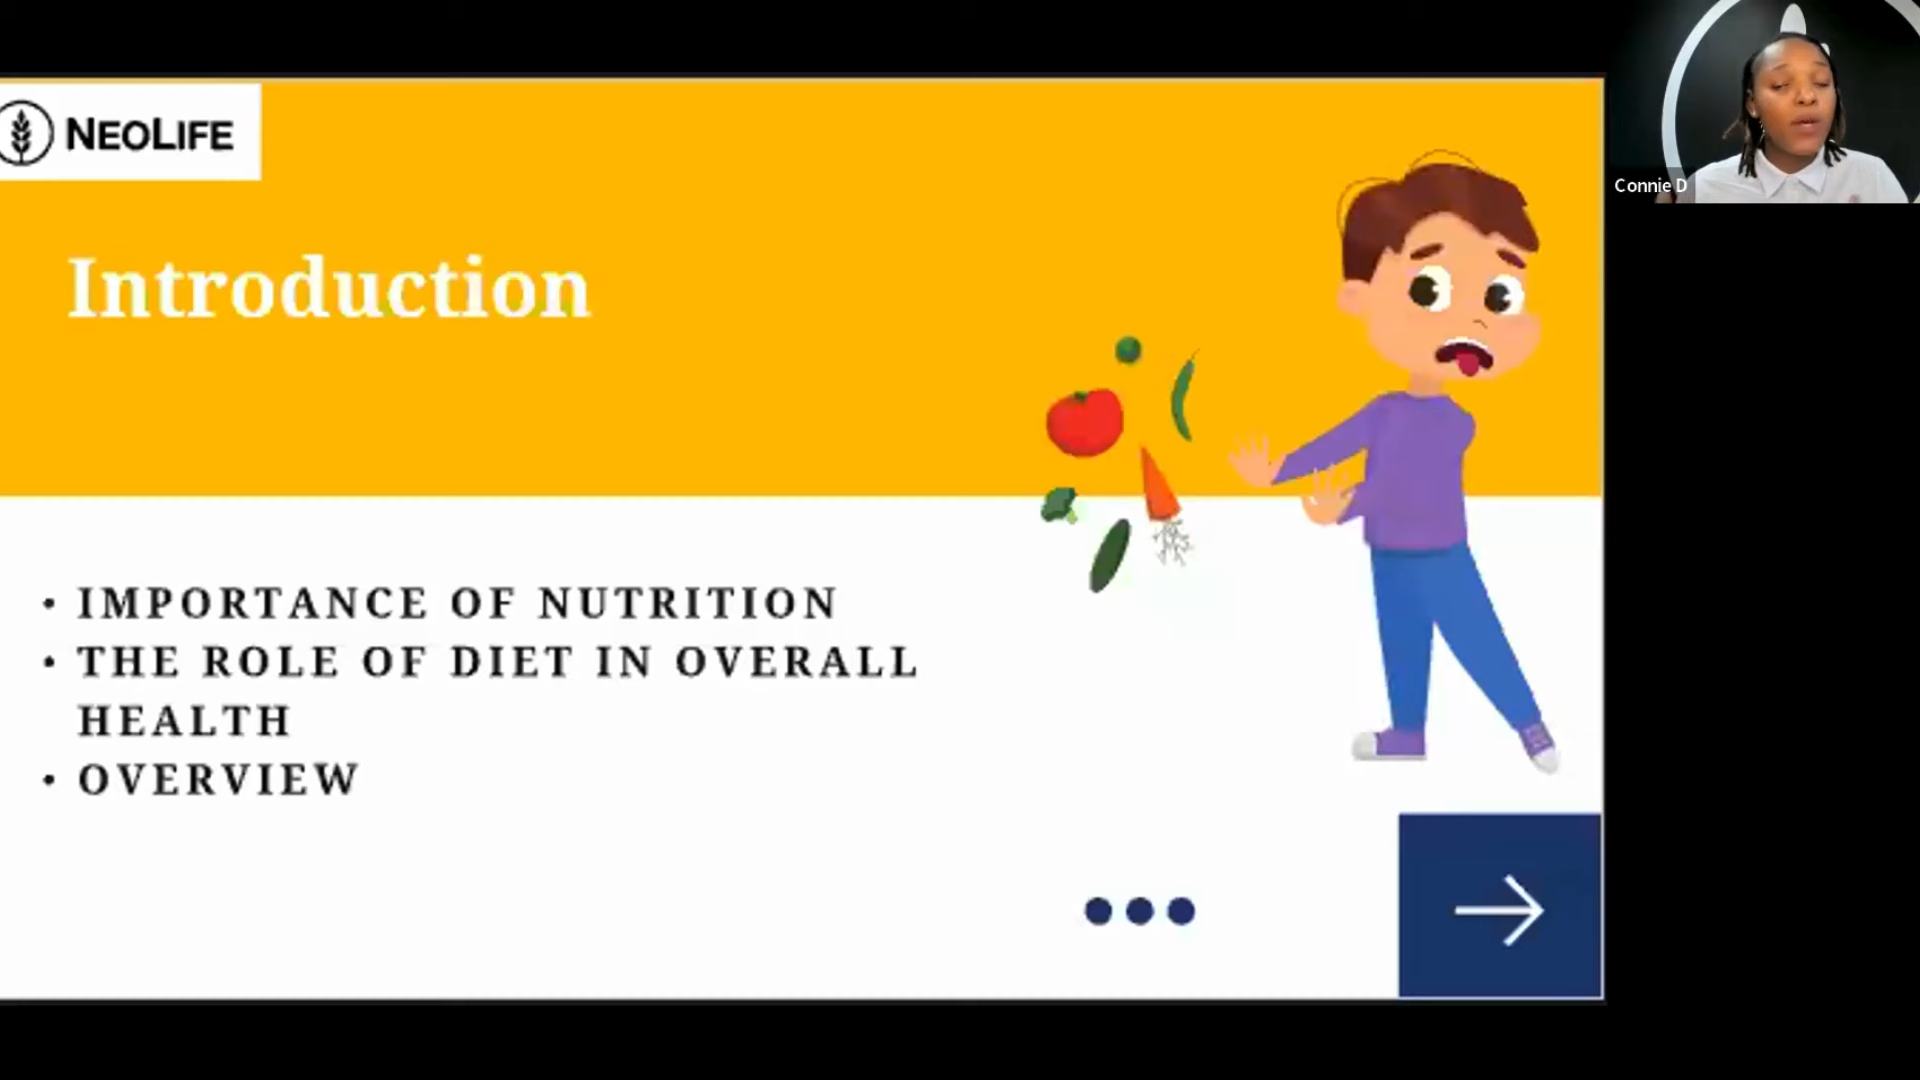 NEOLIFE
Introduction
• IMPORTANCE OF NUTRITION
• THE ROLE OF DIET IN OVERALL
HEALTH
• OVERVIEW
Connie D